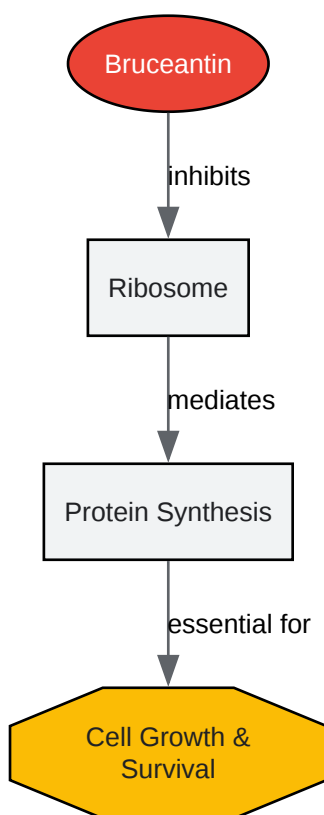 Bruceantin
inhibits
Ribosome
mediates
Protein Synthesis
essential for
Cell Growth &
Survival